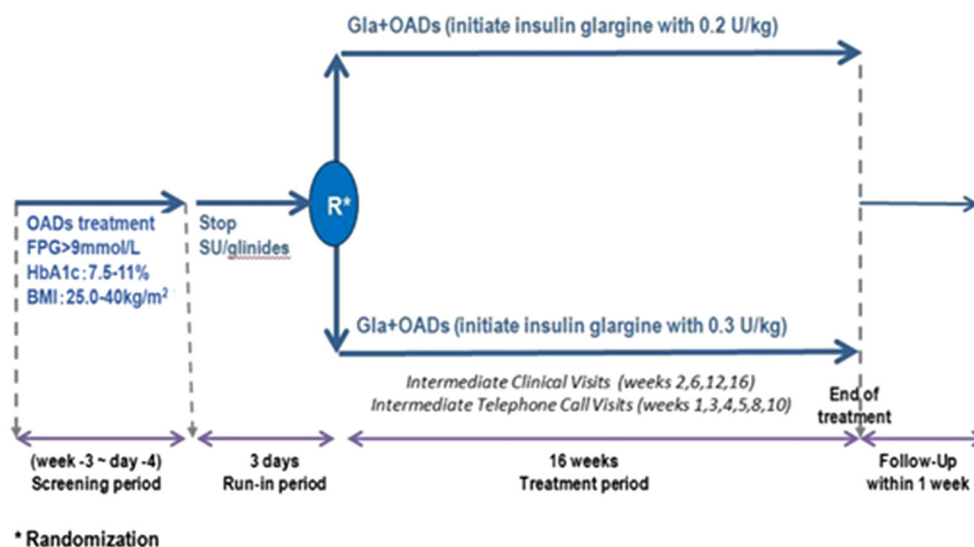 Gla+OADs (initiate insulin glargine with 0.2 U/kg)
R*
OADs treatment
FPG>9mmol/L
HbA1c:7.5-11%
BMI:25.0-40kg/m²
Stop
SU/glinides
Gla+OADs (initiate insulin glargine with 0.3 U/kg)
Intermediate Clinical Visits (weeks 2,6,12,16)
Intermediate Telephone Call Visits (weeks 1,3,4,5,8,10)
End of
treatment
(week -3 ~ day -4)
Screening period
3 days
Run-in period
16 weeks
Treatment period
Follow-Up
within 1 week
* Randomization